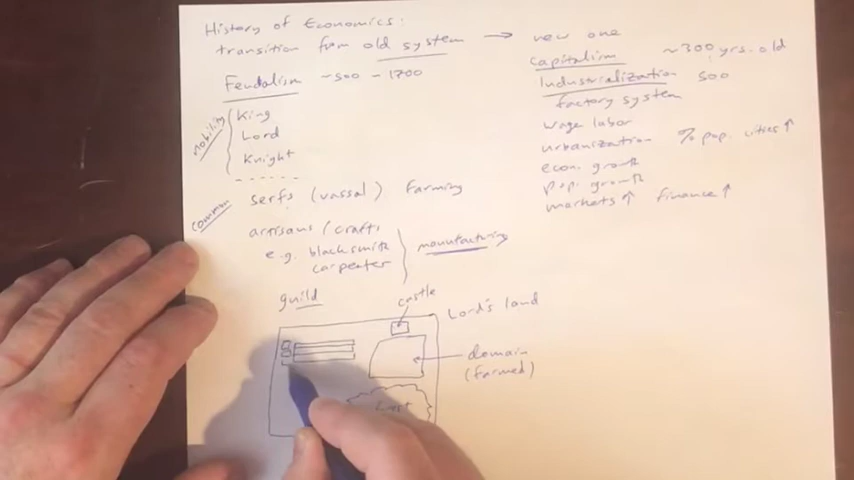 History of Economics:
transition from old system → new one
Feudalism ~500 - 1700
Nobility
King
Lord
Knight
common
serfs (vassal) farming
artisans / crafts
e.g. blacksmith
carpenter
manufacturing
guild
castle
Lord's land
domain
(farmed)
capitalism ~300 yrs. old
Industrialization 500
factory system
wage labor
urbanization % pop. cities ↑
econ. growth
pop. growth
markets ↑ finance ↑